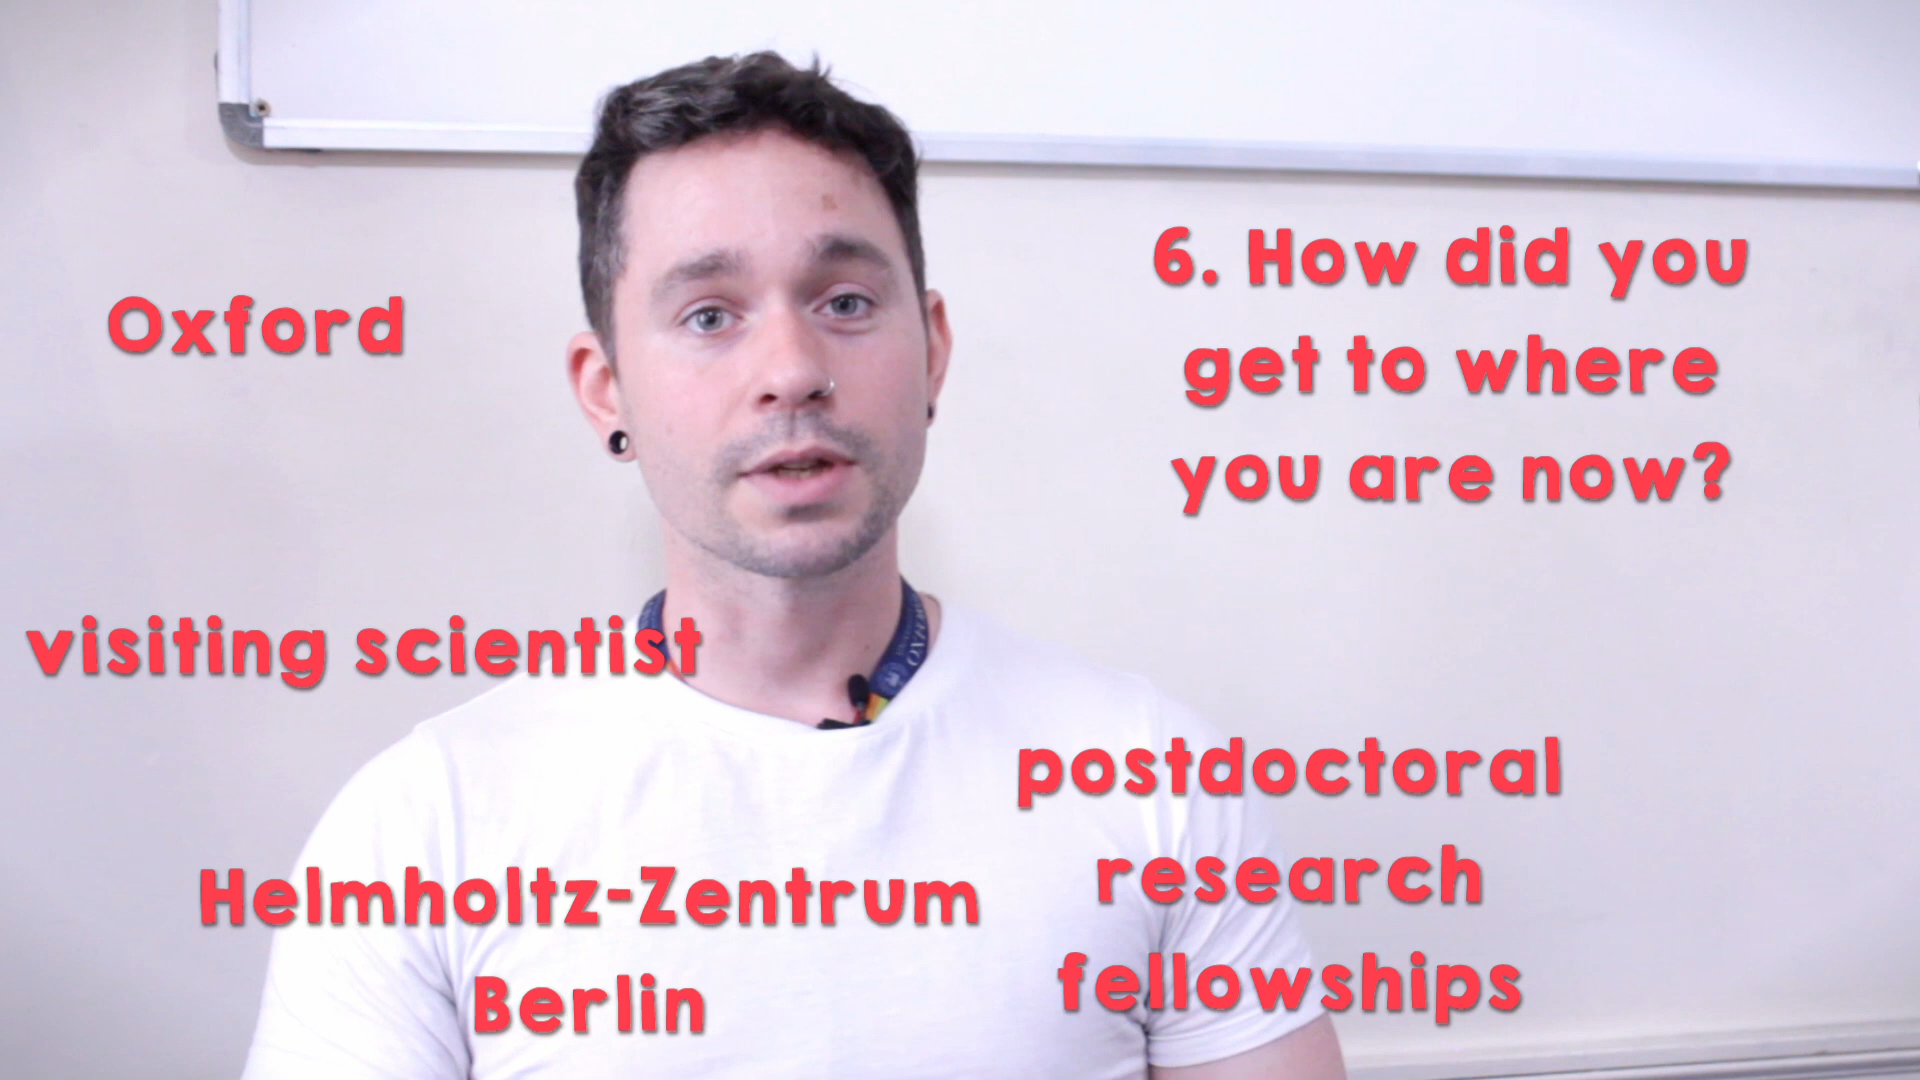 Oxford
6. How did you
get to where
you are now?
visiting scientist
OXFORD
postdoctoral
research
fellowships
Helmholtz-Zentrum
Berlin